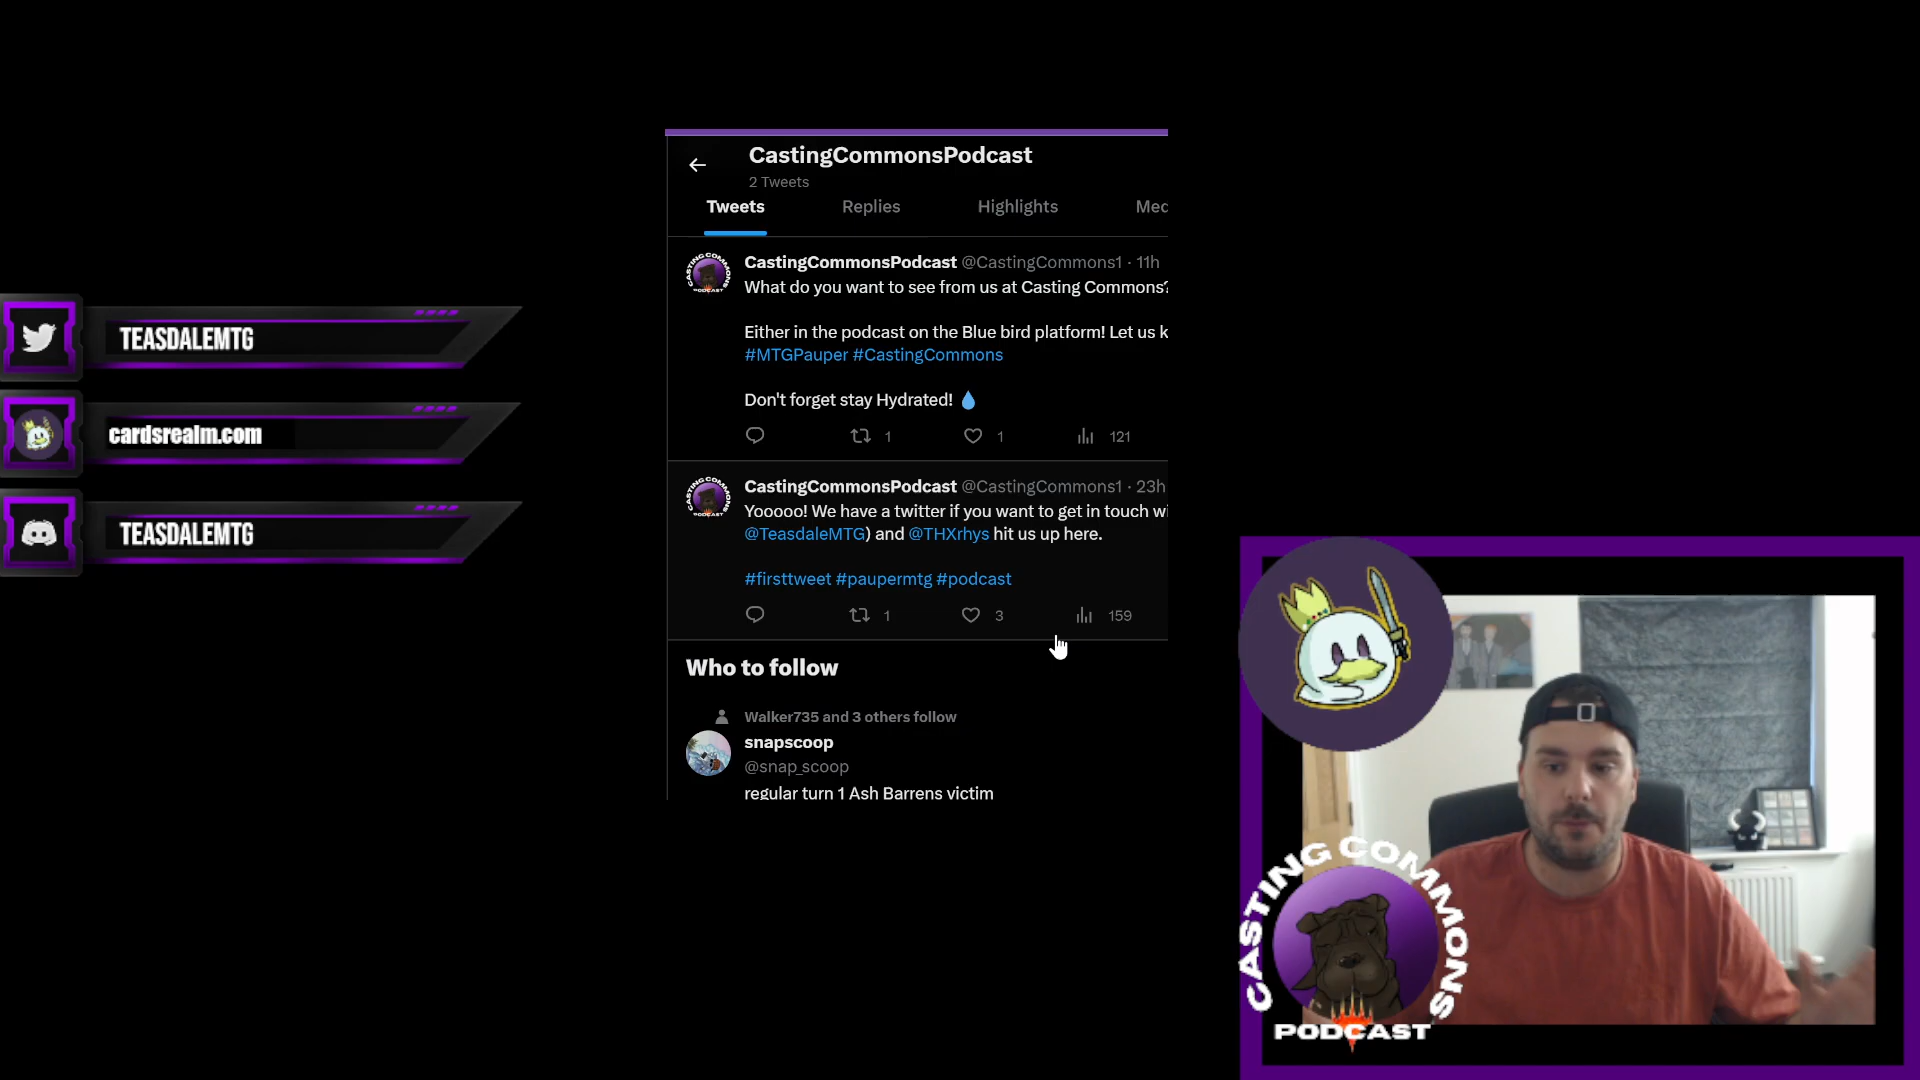 TEASDALEMTG
cardsrealm.com
TEASDALEMTG
CastingCommonsPodcast
2 Tweets
Tweets Replies Highlights Med
CastingCommonsPodcast @CastingCommons1 · 11h
What do you want to see from us at Casting Commons?
Either in the podcast on the Blue bird platform! Let us k
#MTGPauper #CastingCommons
Don't forget stay Hydrated!
1 1 121
CastingCommonsPodcast @CastingCommons1 · 23h
Yooooo! We have a twitter if you want to get in touch wi
@TeasdaleMTG) and @THXrhys hit us up here.
#firsttweet #paupermtg #podcast
1 3 159
Who to follow
Walker735 and 3 others follow
snapscoop
@snap_scoop
regular turn 1 Ash Barrens victim
CASTING COMMONS
PODCAST